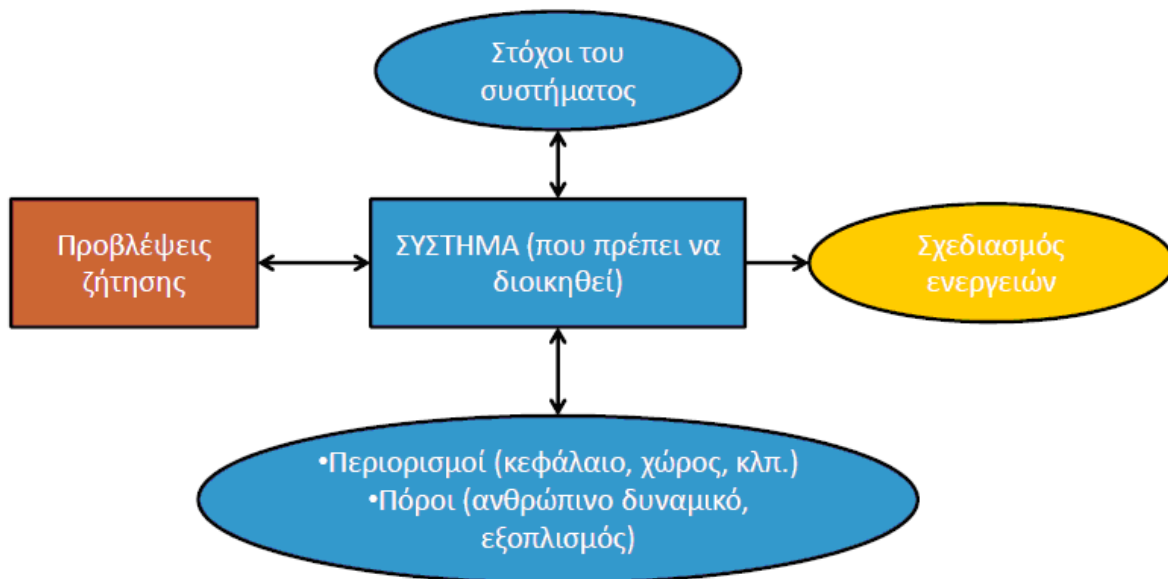 Στόχοι του
συστήματος
Προβλέψεις
ζήτησης
ΣΥΣΤΗΜΑ (που πρέπει να
διοικηθεί)
Σχεδιασμός
ενεργειών
•Περιορισμοί (κεφάλαιο, χώρος, κλπ.)
•Πόροι (ανθρώπινο δυναμικό,
εξοπλισμός)